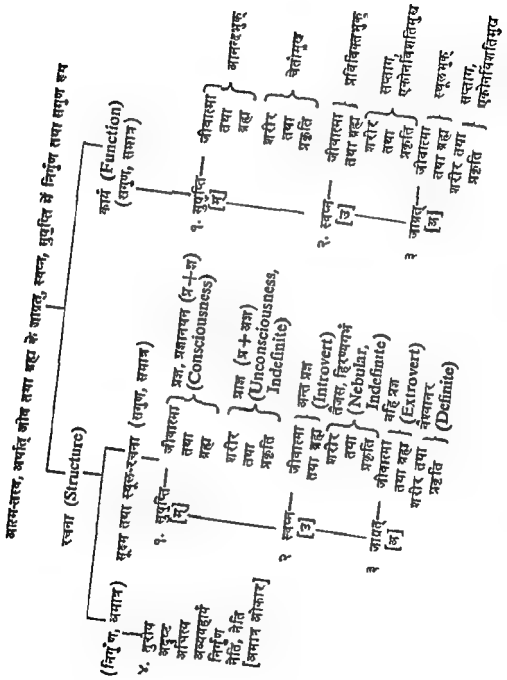 आत्म-तत्त्व, अर्थात् जीव तथा ब्रह्म के जाग्रत्, स्वप्न, सुषुप्ति में निर्गुण तथा सगुण रूप
रचना (Structure)
(निर्गुण, अमात्र)
४. तुरीय
अदृष्ट
अचिंत्य
अव्यवहार्य
निर्गुण
नेति, नेति
[अमात्र ओंकार]
सूक्ष्म तथा स्थूल-रचना (सगुण, समात्र)
१. सुषुप्ति—
[म्]
जीवात्मा
तथा
ब्रह्म
प्रज्ञ, प्रज्ञानघन (प्र+ज्ञ)
(Consciousness)
शरीर
तथा
प्रकृति
प्राज्ञ (प्र+अज्ञ)
(Unconsciousness,
Indefinite)
२ स्वप्न—
[उ]
जीवात्मा
तथा ब्रह्म
अन्त प्रज्ञ
(Introvert)
शरीर
तथा
प्रकृति
तैजस, हिरण्यगर्भ
(Nebular,
Indefinite)
३ जाग्रत्—
[अ]
जीवात्मा
तथा ब्रह्म
बहि प्रज्ञ
(Extrovert)
शरीर तथा
प्रकृति
वैश्वानर
(Definite)
कार्य (Function)
(सगुण, समात्र)
१. सुषुप्ति—
[म्]
जीवात्मा
तथा
ब्रह्म
आनन्दभुक्
शरीर
तथा
प्रकृति
चेतोमुख
२. स्वप्न—
[उ]
जीवात्मा
तथा ब्रह्म
प्रविविक्तभुक्
शरीर
तथा
प्रकृति
सप्तांग,
एकोनविंशतिमुख
३ जाग्रत्—
[अ]
जीवात्मा
तथा ब्रह्म
स्थूलभुक्
शरीर तथा
प्रकृति
सप्तांग,
एकोनविंशतिमुख